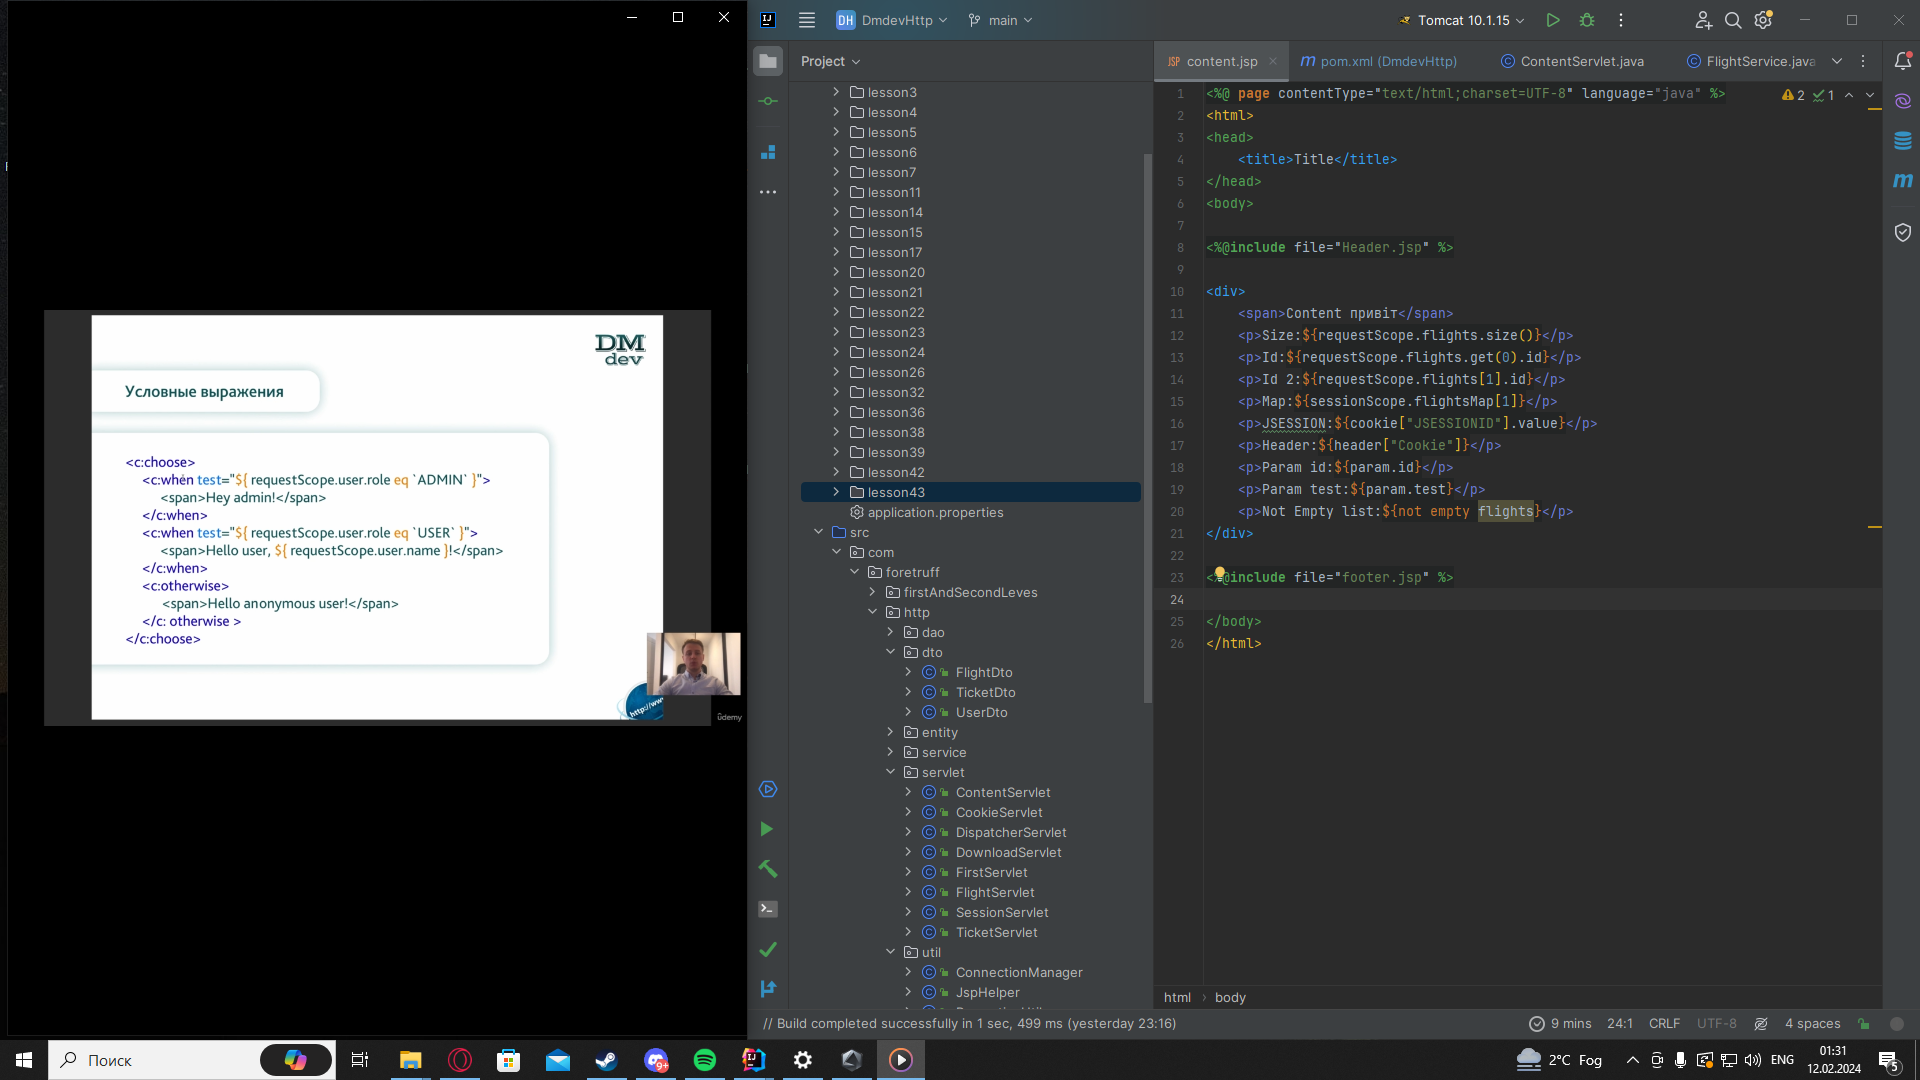 DM
dev
Условные выражения
<c:choose>
<c:when test="${ requestScope.user.role eq `ADMIN` }">
<span>Hey admin!</span>
</c:when>
<c:when test="${ requestScope.user.role eq `USER` }">
<span>Hello user, ${ requestScope.user.name }!</span>
</c:when>
<c:otherwise>
<span>Hello anonymous user!</span>
</c: otherwise >
</c:choose>
http://ww
ûdemy
DH DmdevHttp main
Tomcat 10.1.15
Project
lesson3
lesson4
lesson5
lesson6
lesson7
lesson11
lesson14
lesson15
lesson17
lesson20
lesson21
lesson22
lesson23
lesson24
lesson26
lesson32
lesson36
lesson38
lesson39
lesson42
lesson43
application.properties
src
com
foretruff
firstAndSecondLeves
http
dao
dto
FlightDto
TicketDto
UserDto
entity
service
servlet
ContentServlet
CookieServlet
DispatcherServlet
DownloadServlet
FirstServlet
FlightServlet
SessionServlet
TicketServlet
util
ConnectionManager
JspHelper
JSP content.jsp m pom.xml (DmdevHttp) ContentServlet.java FlightService.java
2 1
1 <%@ page contentType="text/html;charset=UTF-8" language="java" %>
2 <html>
3 <head>
4 <title>Title</title>
5 </head>
6 <body>
7
8 <%@include file="Header.jsp" %>
9
10 <div>
11 <span>Content привіт</span>
12 <p>Size:${requestScope.flights.size()}</p>
13 <p>Id:${requestScope.flights.get(0).id}</p>
14 <p>Id 2:${requestScope.flights[1].id}</p>
15 <p>Map:${sessionScope.flightsMap[1]}</p>
16 <p>JSESSION:${cookie["JSESSIONID"].value}</p>
17 <p>Header:${header["Cookie"]}</p>
18 <p>Param id:${param.id}</p>
19 <p>Param test:${param.test}</p>
20 <p>Not Empty list:${not empty flights}</p>
21 </div>
22
23 <%@include file="footer.jsp" %>
24
25 </body>
26 </html>
html › body
// Build completed successfully in 1 sec, 499 ms (yesterday 23:16)
9 mins 24:1 CRLF UTF-8 4 spaces
Поиск
9+
2°C Fog
ENG
01:31
12.02.2024
5